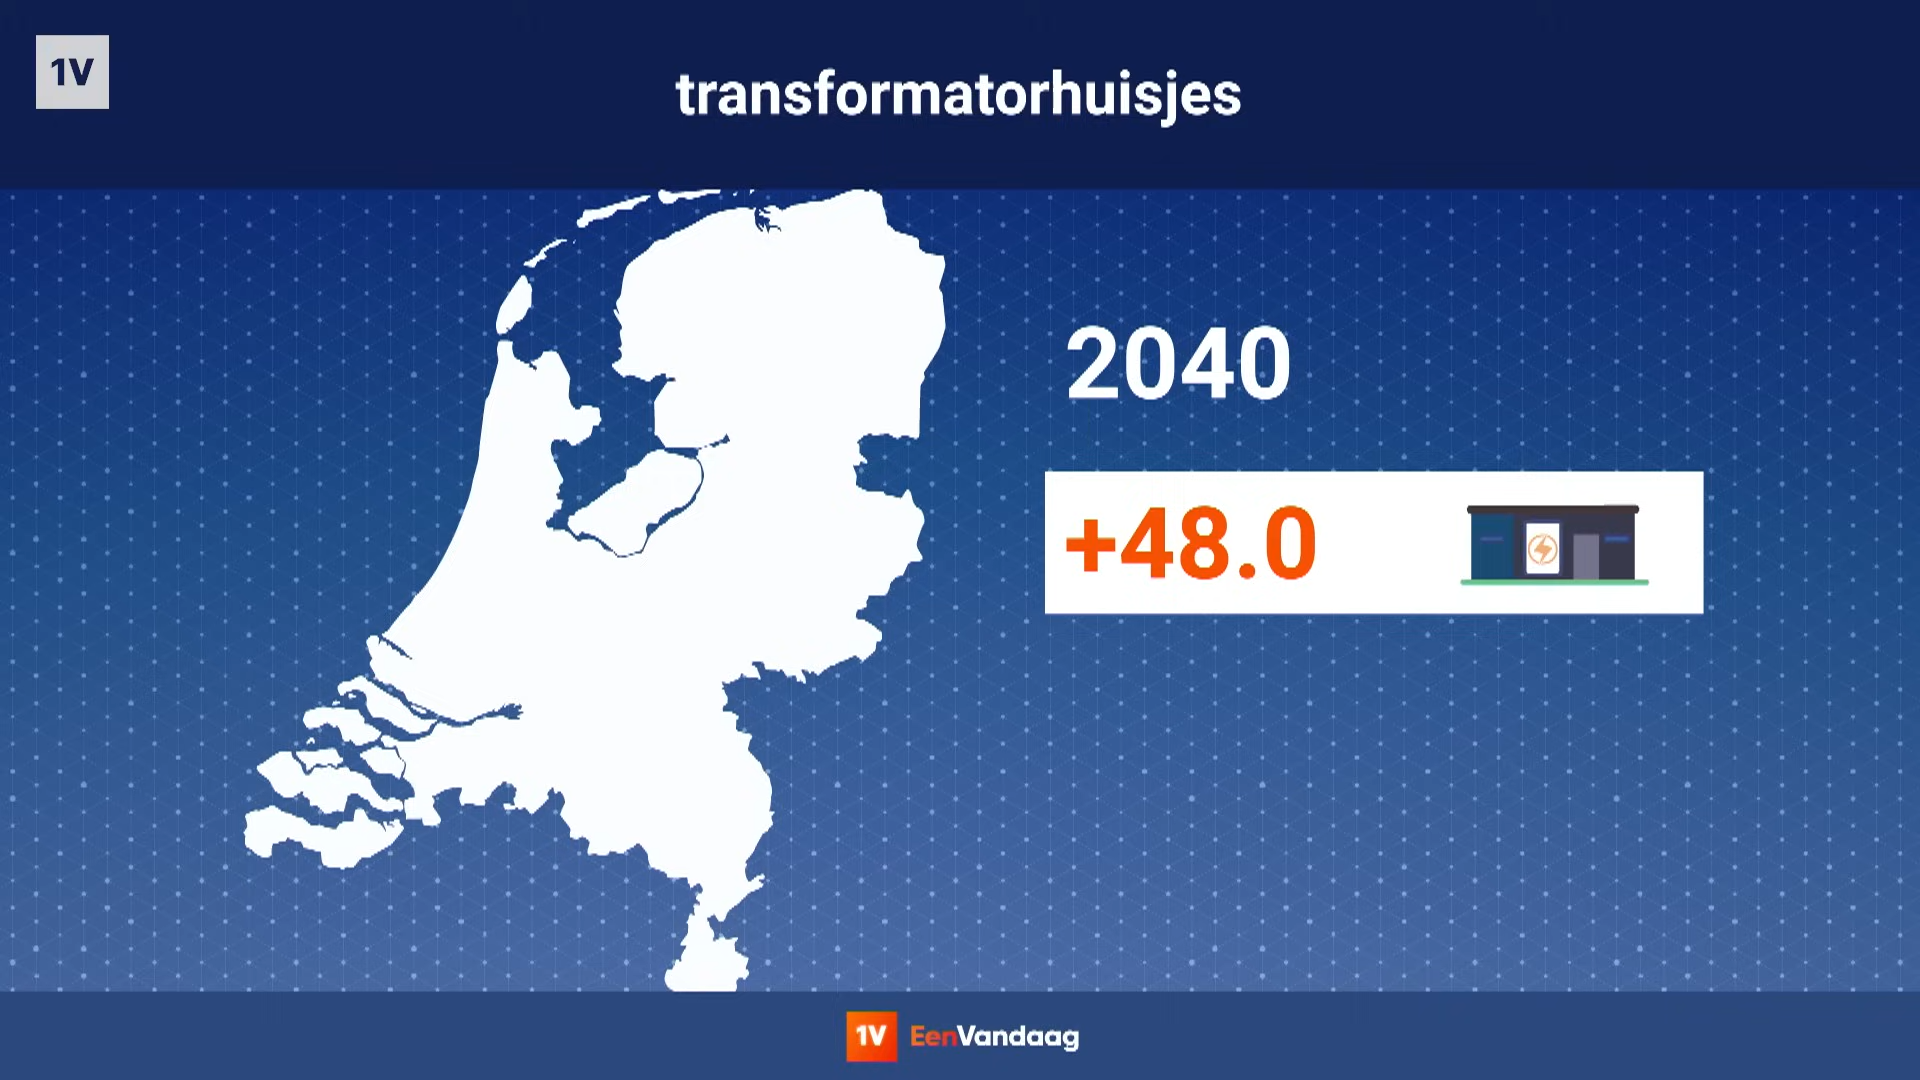 1V
transformatorhuisjes
2040
+48.0
1V EenVandaag